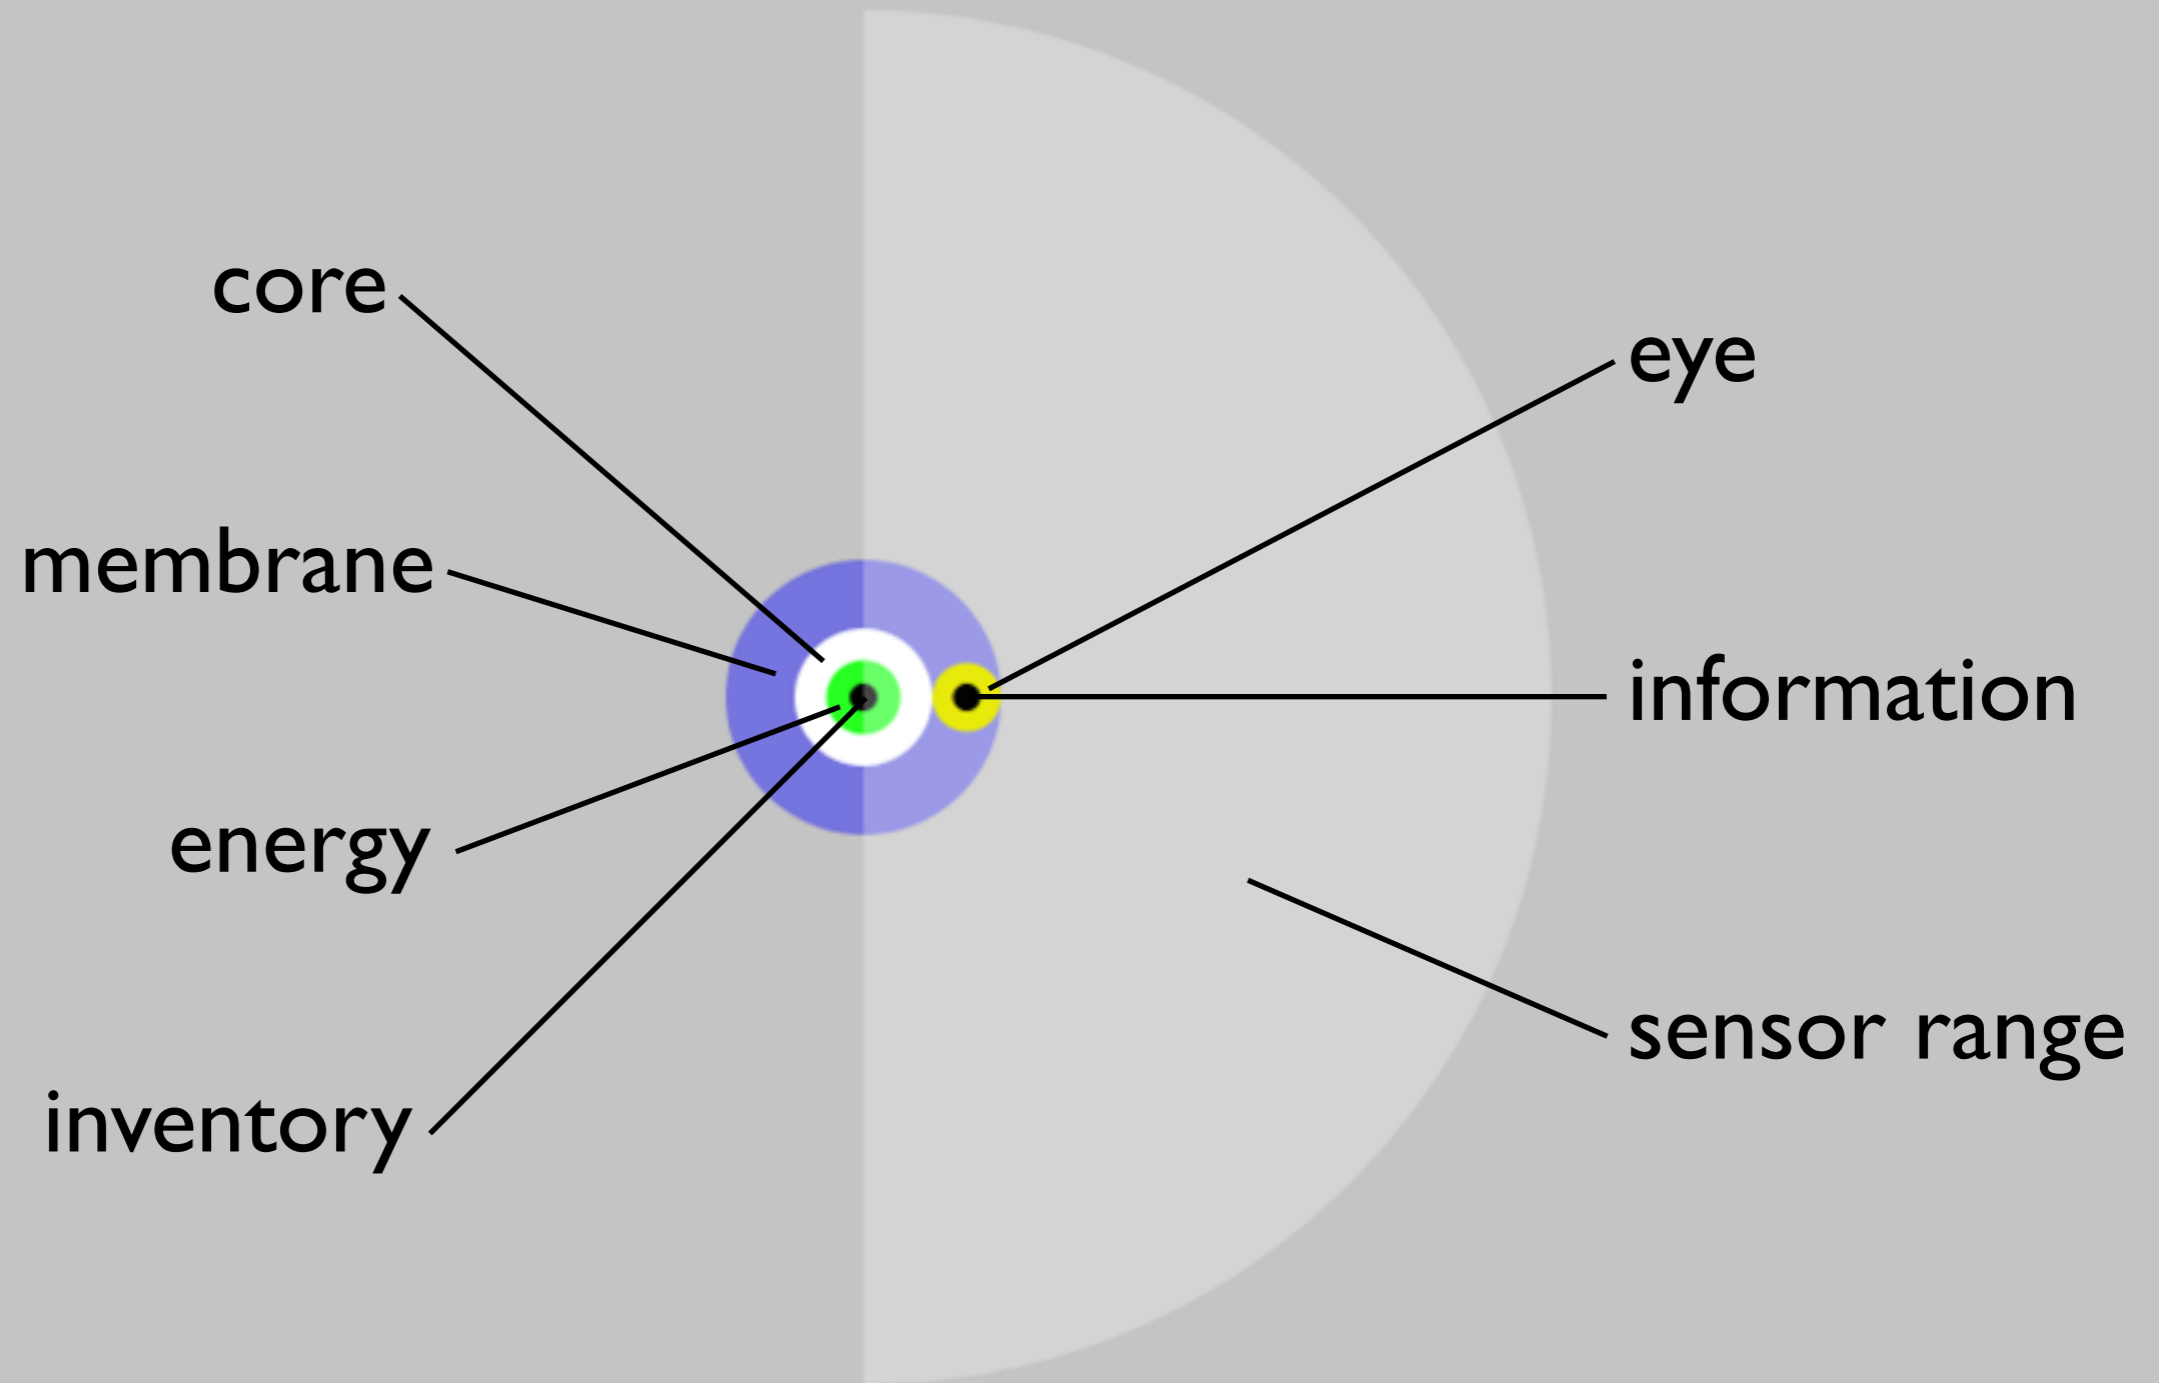 core
membrane
energy
inventory
eye
information
sensor range